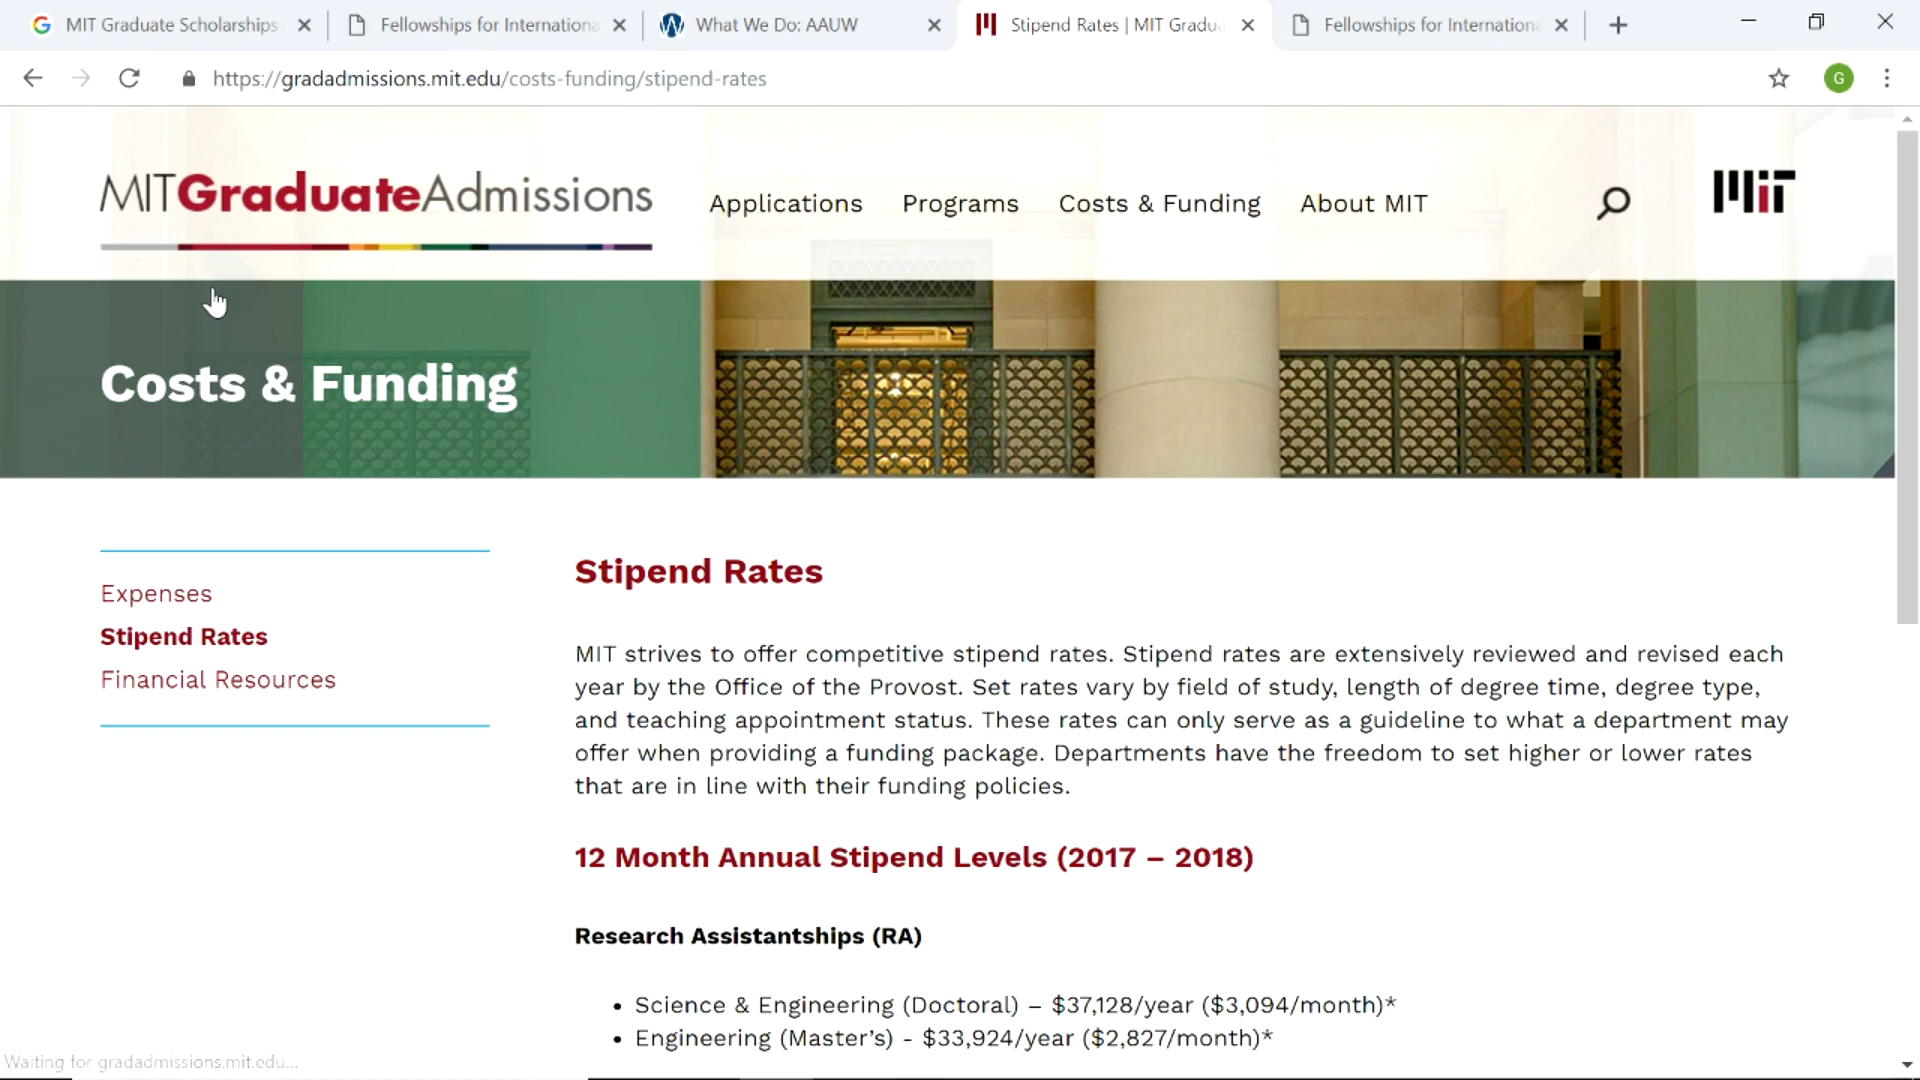 MIT Graduate Scholarships
Fellowships for Internationa
What We Do: AAUW
Stipend Rates | MIT Gradua
Fellowships for Internationa
https://gradadmissions.mit.edu/costs-funding/stipend-rates
G
MITGraduateAdmissions
Applications
Programs
Costs & Funding
About MIT
MIT
Costs & Funding
Expenses
Stipend Rates
Financial Resources
Stipend Rates
MIT strives to offer competitive stipend rates. Stipend rates are extensively reviewed and revised each
year by the Office of the Provost. Set rates vary by field of study, length of degree time, degree type,
and teaching appointment status. These rates can only serve as a guideline to what a department may
offer when providing a funding package. Departments have the freedom to set higher or lower rates
that are in line with their funding policies.
12 Month Annual Stipend Levels (2017 – 2018)
Research Assistantships (RA)
• Science & Engineering (Doctoral) – $37,128/year ($3,094/month)*
• Engineering (Master’s) - $33,924/year ($2,827/month)*
Waiting for gradadmissions.mit.edu...